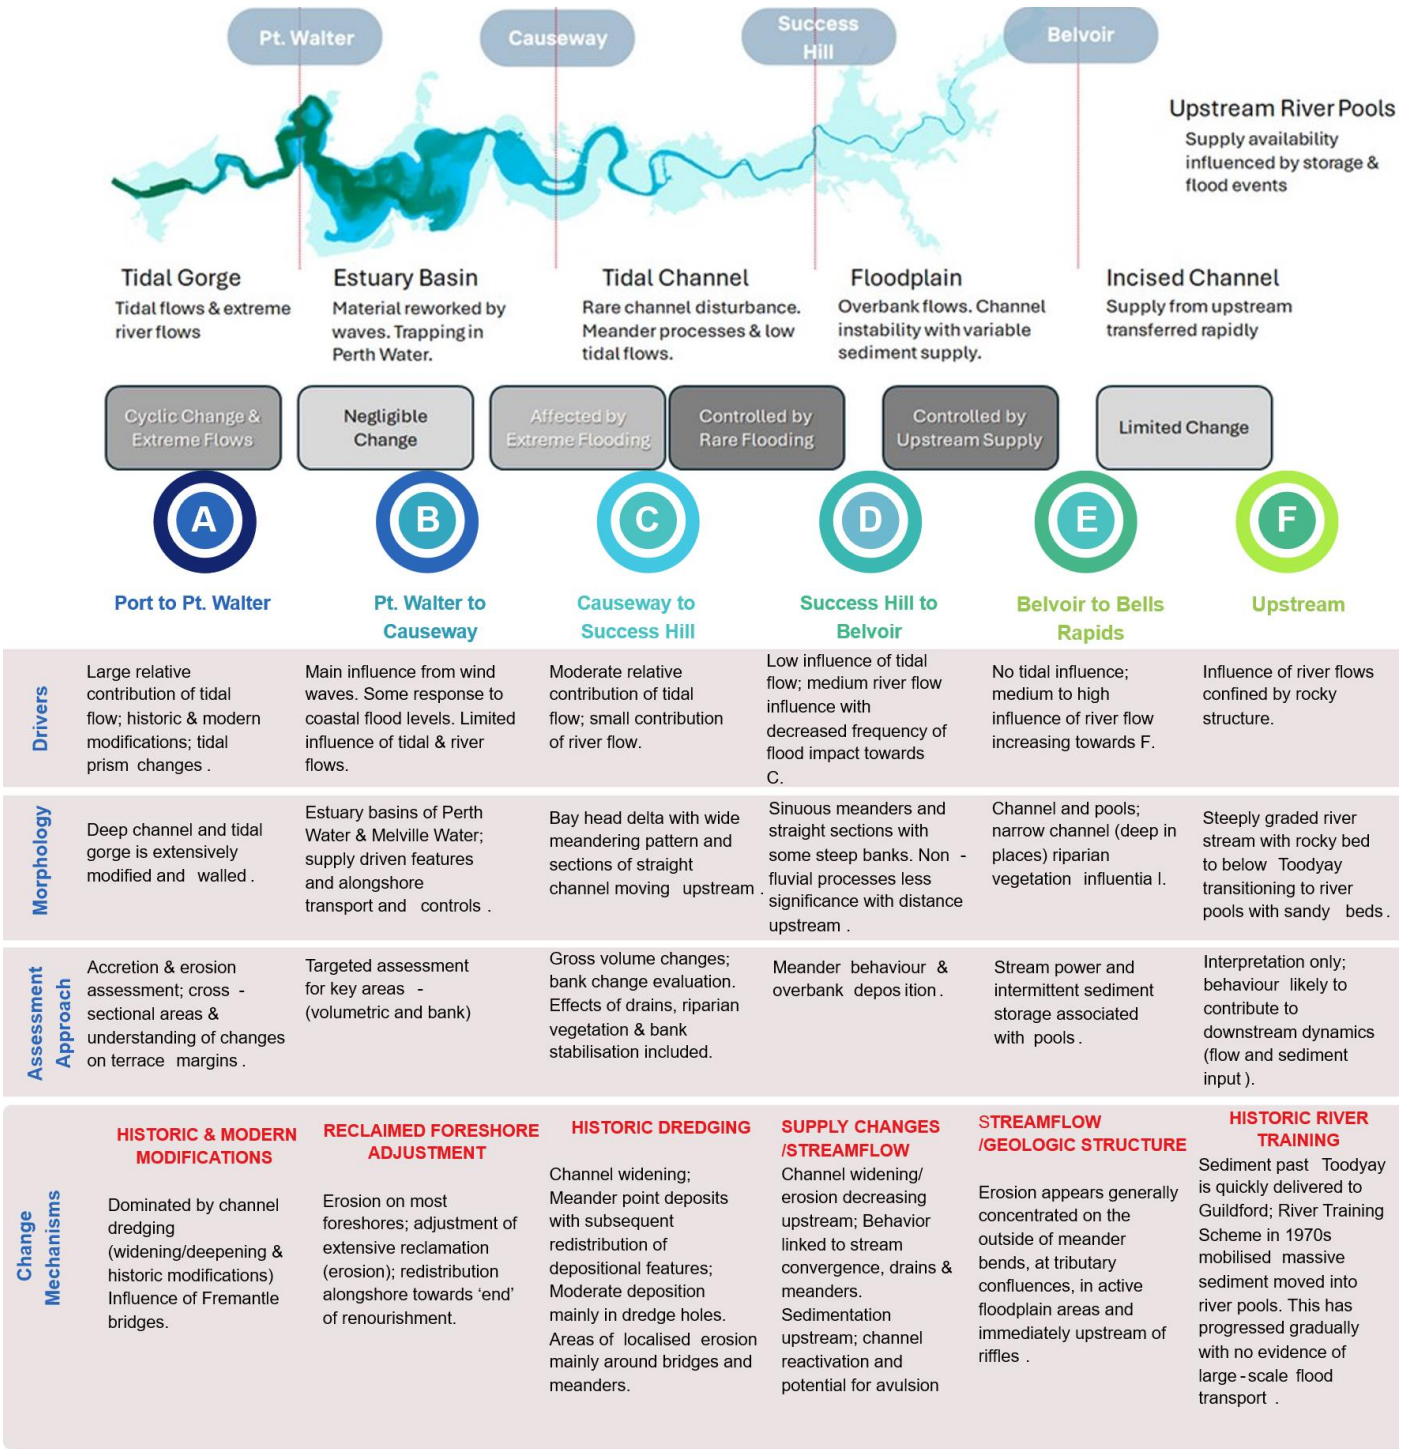 Pt. Walter
Causeway
Success
Hill
Belvoir
Upstream River Pools
Supply availability
influenced by storage &
flood events
Tidal Gorge
Tidal flows & extreme
river flows
Estuary Basin
Material reworked by
waves. Trapping in
Perth Water.
Tidal Channel
Rare channel disturbance.
Meander processes & low
tidal flows.
Floodplain
Overbank flows. Channel
instability with variable
sediment supply.
Incised Channel
Supply from upstream
transferred rapidly
Cyclic Change &
Extreme Flows
Negligible
Change
Affected by
Extreme Flooding
Controlled by
Rare Flooding
Controlled by
Upstream Supply
Limited Change
A
B
C
D
E
F
Port to Pt. Walter
Pt. Walter to
Causeway
Causeway to
Success Hill
Success Hill to
Belvoir
Belvoir to Bells
Rapids
Upstream
Drivers
Large relative
contribution of tidal
flow; historic & modern
modifications; tidal
prism changes .
Main influence from wind
waves. Some response to
coastal flood levels. Limited
influence of tidal & river
flows.
Moderate relative
contribution of tidal
flow; small contribution
of river flow.
Low influence of tidal
flow; medium river flow
influence with
decreased frequency of
flood impact towards
C.
No tidal influence;
medium to high
influence of river flow
increasing towards F.
Influence of river flows
confined by rocky
structure.
Morphology
Deep channel and tidal
gorge is extensively
modified and walled .
Estuary basins of Perth
Water & Melville Water;
supply driven features
and alongshore
transport and controls .
Bay head delta with wide
meandering pattern and
sections of straight
channel moving upstream .
Sinuous meanders and
straight sections with
some steep banks. Non -
fluvial processes less
significance with distance
upstream .
Channel and pools;
narrow channel (deep in
places) riparian
vegetation influentia l.
Steeply graded river
stream with rocky bed
to below Toodyay
transitioning to river
pools with sandy beds .
Assessment
Approach
Accretion & erosion
assessment; cross -
sectional areas &
understanding of changes
on terrace margins .
Targeted assessment
for key areas -
(volumetric and bank)
Gross volume changes;
bank change evaluation.
Effects of drains, riparian
vegetation & bank
stabilisation included.
Meander behaviour &
overbank depos ition .
Stream power and
intermittent sediment
storage associated
with pools .
Interpretation only;
behaviour likely to
contribute to
downstream dynamics
(flow and sediment
input ).
Change
Mechanisms
HISTORIC & MODERN
MODIFICATIONS
Dominated by channel
dredging
(widening/deepening &
historic modifications)
Influence of Fremantle
bridges.
RECLAIMED FORESHORE
ADJUSTMENT
Erosion on most
foreshores; adjustment of
extensive reclamation
(erosion); redistribution
alongshore towards ‘end’
of renourishment.
HISTORIC DREDGING
Channel widening;
Meander point deposits
with subsequent
redistribution of
depositional features;
Moderate deposition
mainly in dredge holes.
Areas of localised erosion
mainly around bridges and
meanders.
SUPPLY CHANGES
/STREAMFLOW
Channel widening/
erosion decreasing
upstream; Behavior
linked to stream
convergence, drains &
meanders.
Sedimentation
upstream; channel
reactivation and
potential for avulsion
STREAMFLOW
/GEOLOGIC STRUCTURE
Erosion appears generally
concentrated on the
outside of meander
bends, at tributary
confluences, in active
floodplain areas and
immediately upstream of
riffles .
HISTORIC RIVER
TRAINING
Sediment past Toodyay
is quickly delivered to
Guildford; River Training
Scheme in 1970s
mobilised massive
sediment moved into
river pools. This has
progressed gradually
with no evidence of
large - scale flood
transport .